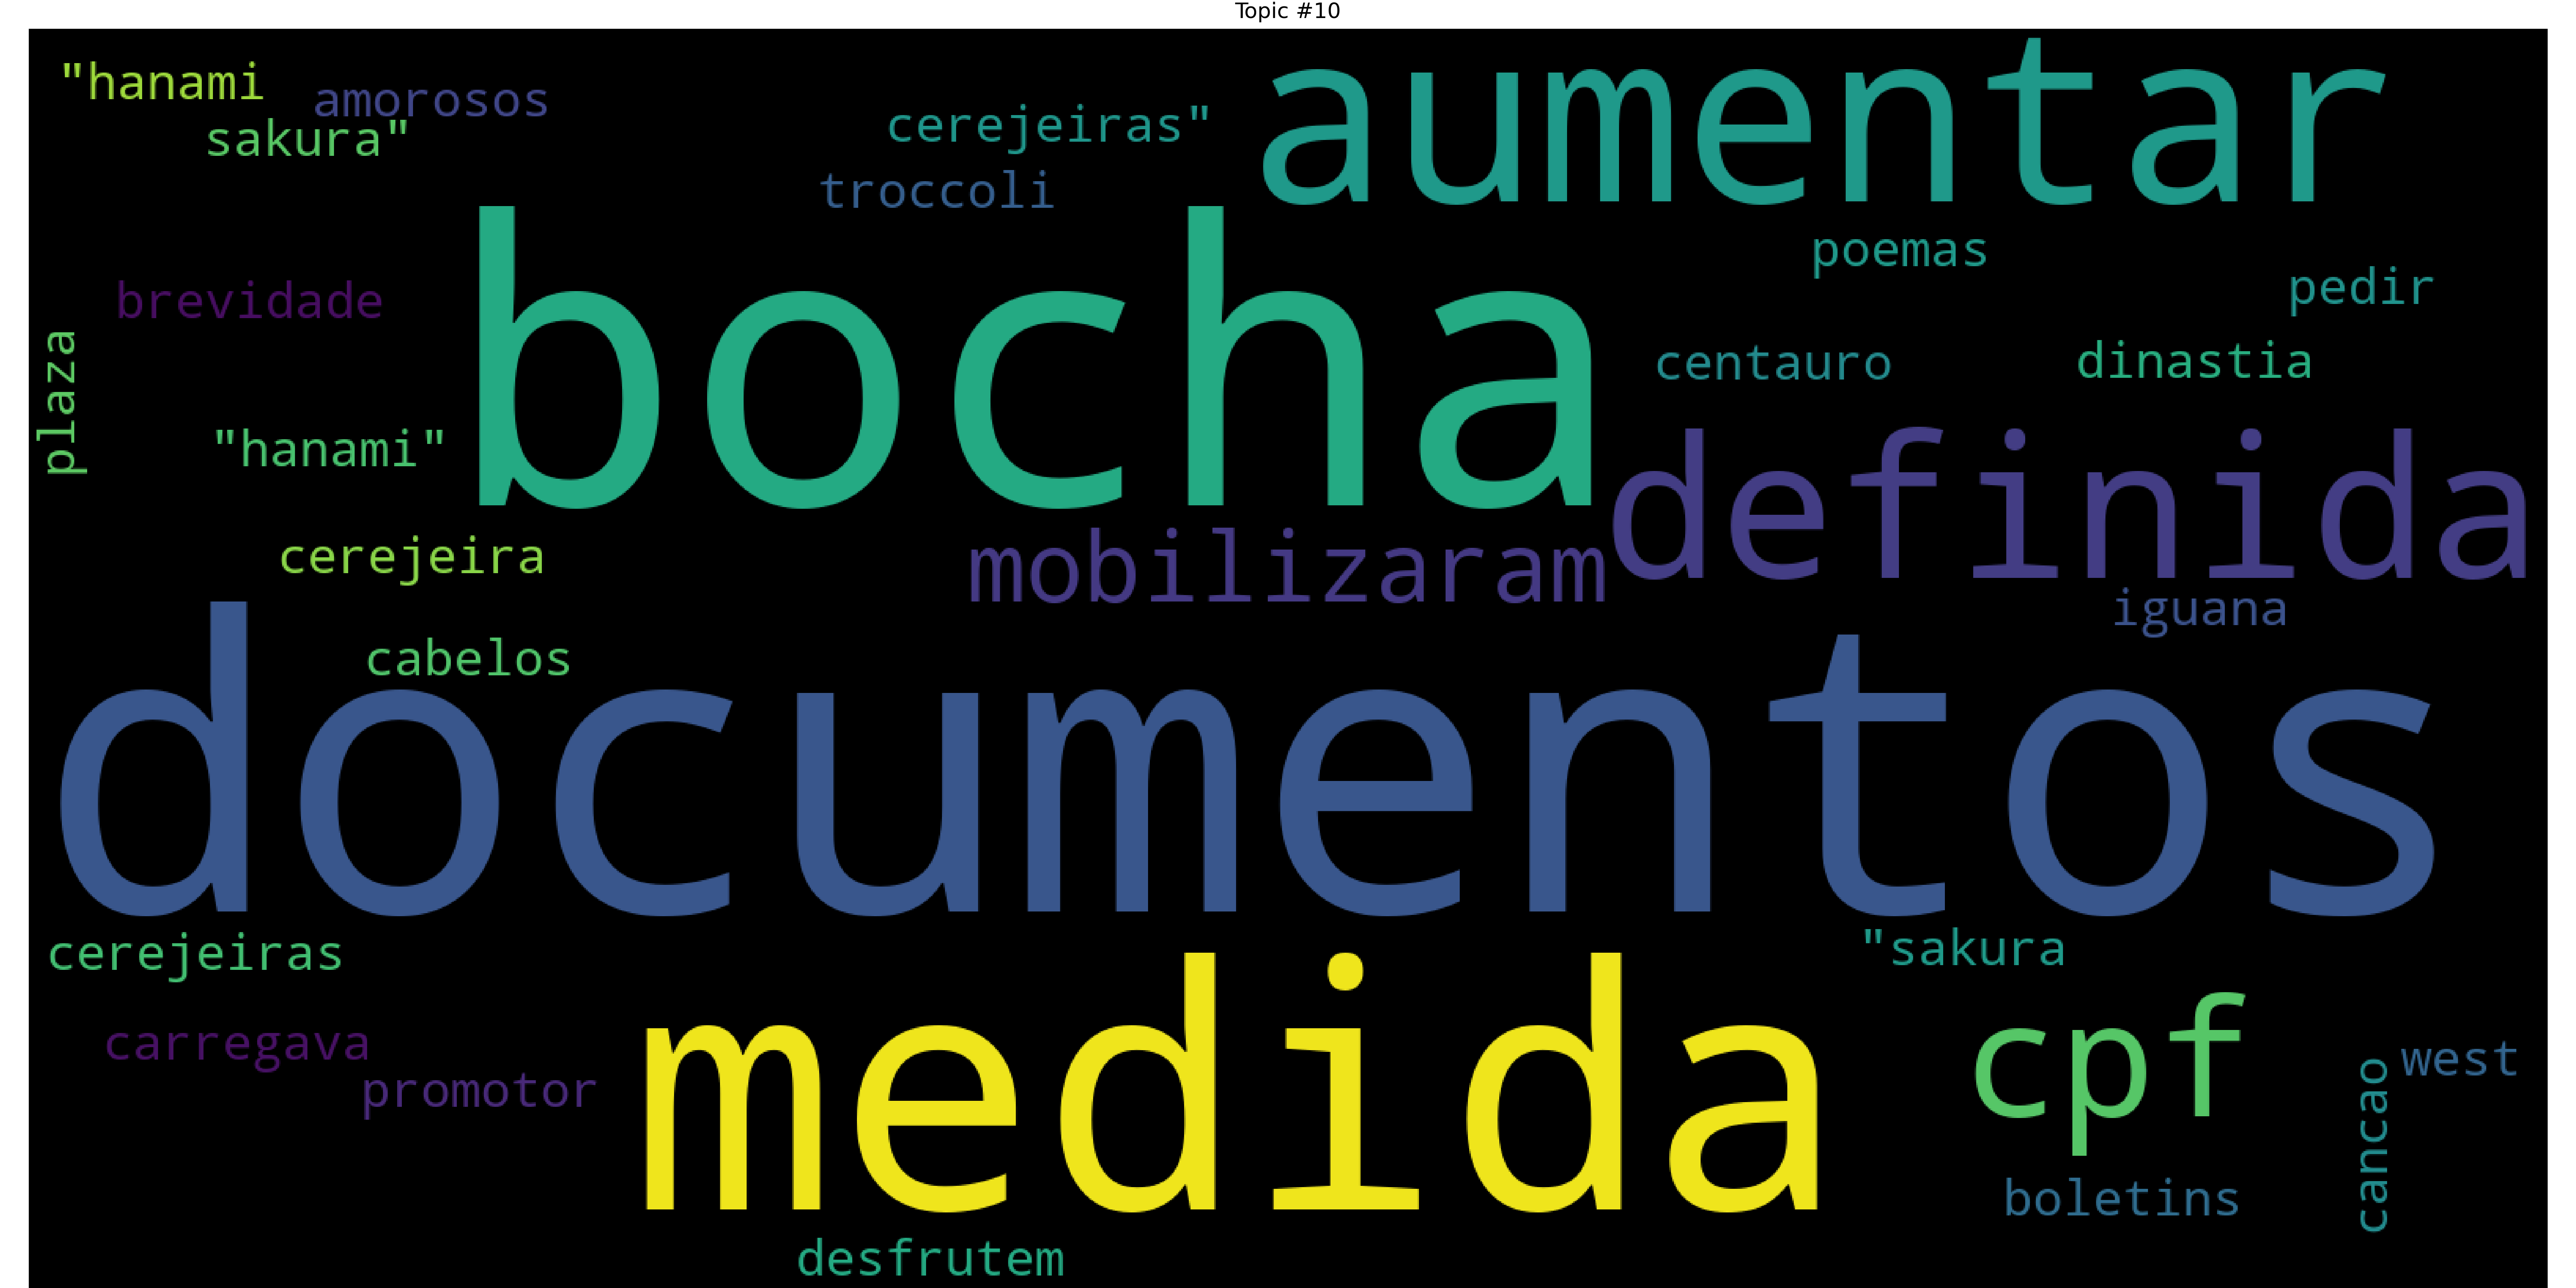 Topic #10
"hanami
amorosos
sakura"
cerejeiras"
troccoli
aumentar
poemas
pedir
brevidade
bocha
plaza
centauro
dinastia
"hanami"
definida
cerejeira
mobilizaram
iguana
cabelos
documentos
cerejeiras
"sakura
medida
carregava
promotor
cpf
west
cancao
boletins
desfrutem